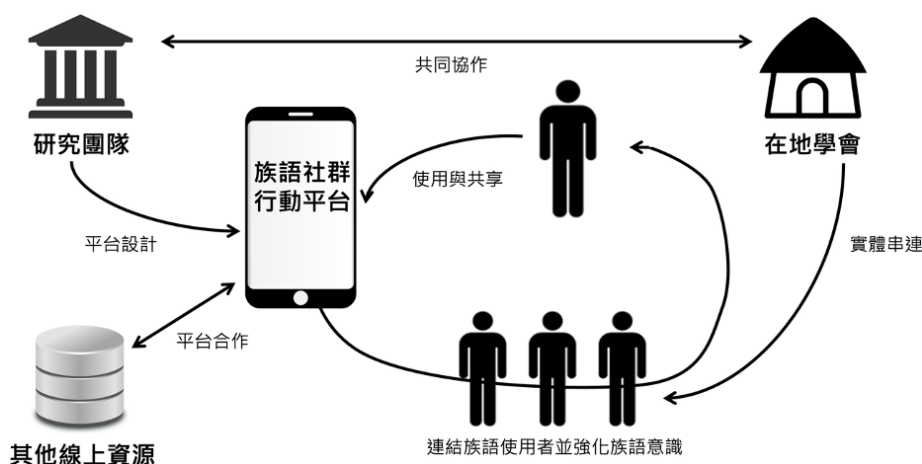 共同協作
研究團隊
在地學會
族語社群
行動平台
使用與共享
平台設計
實體串連
平台合作
連結族語使用者並強化族語意識
其他線上資源